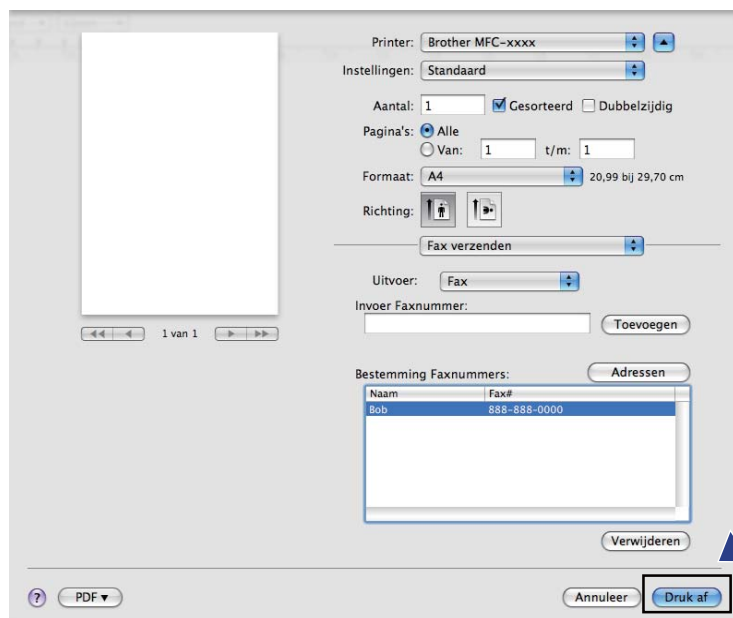 Printer: Brother MFC-xxxx
Instellingen: Standaard
Aantal: 1 Gesorteerd Dubbelzijdig
Pagina's: Alle
Van: 1 t/m: 1
Formaat: A4 20,99 bij 29,70 cm
Richting:
Fax verzenden
Uitvoer: Fax
Invoer Faxnummer:
Toevoegen
1 van 1
Bestemming Faxnummers: Adressen
Naam Fax#
Bob 888-888-0000
Verwijderen
? PDF Annuleer Druk af